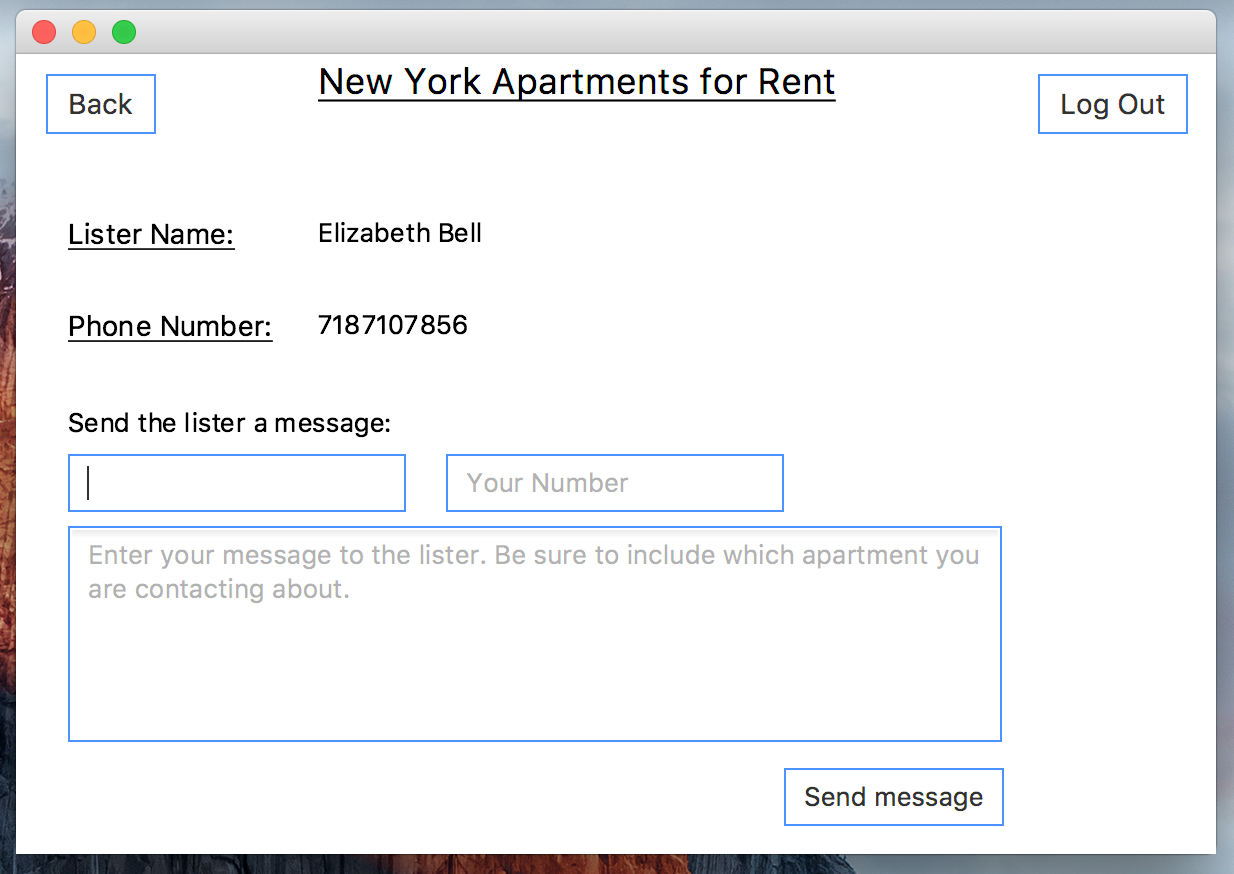 Back
New York Apartments for Rent
Log Out
Lister Name:
Elizabeth Bell
Phone Number:
7187107856
Send the lister a message:
Your Number
Enter your message to the lister. Be sure to include which apartment you
are contacting about.
Send message